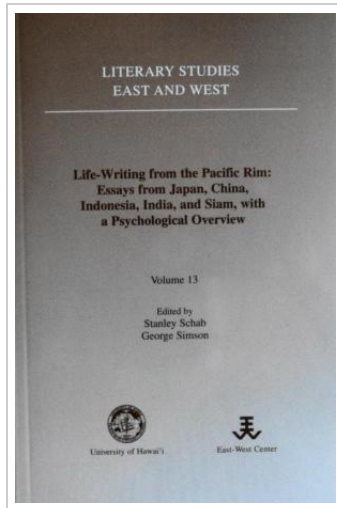 LITERARY STUDIES
EAST AND WEST
Life-Writing from the Pacific Rim:
Essays from Japan, China,
Indonesia, India, and Siam, with
a Psychological Overview
Volume 13
Edited by
Stanley Schab
George Simson
University of Hawai'i
East-West Center